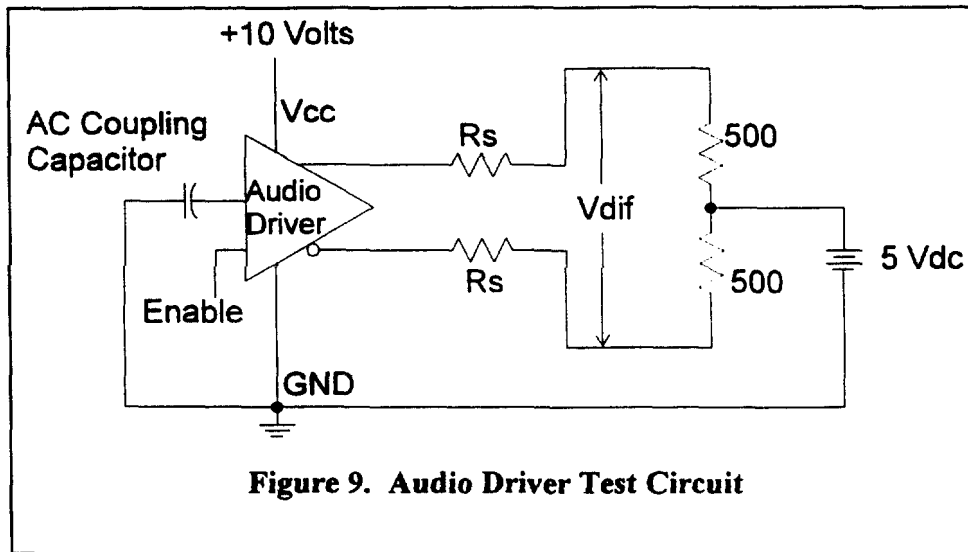 +10 Volts
Vcc
AC Coupling
Capacitor
Audio
Driver
Enable
GND
Rs
Rs
Vdif
500
500
5 Vdc
Figure 9. Audio Driver Test Circuit